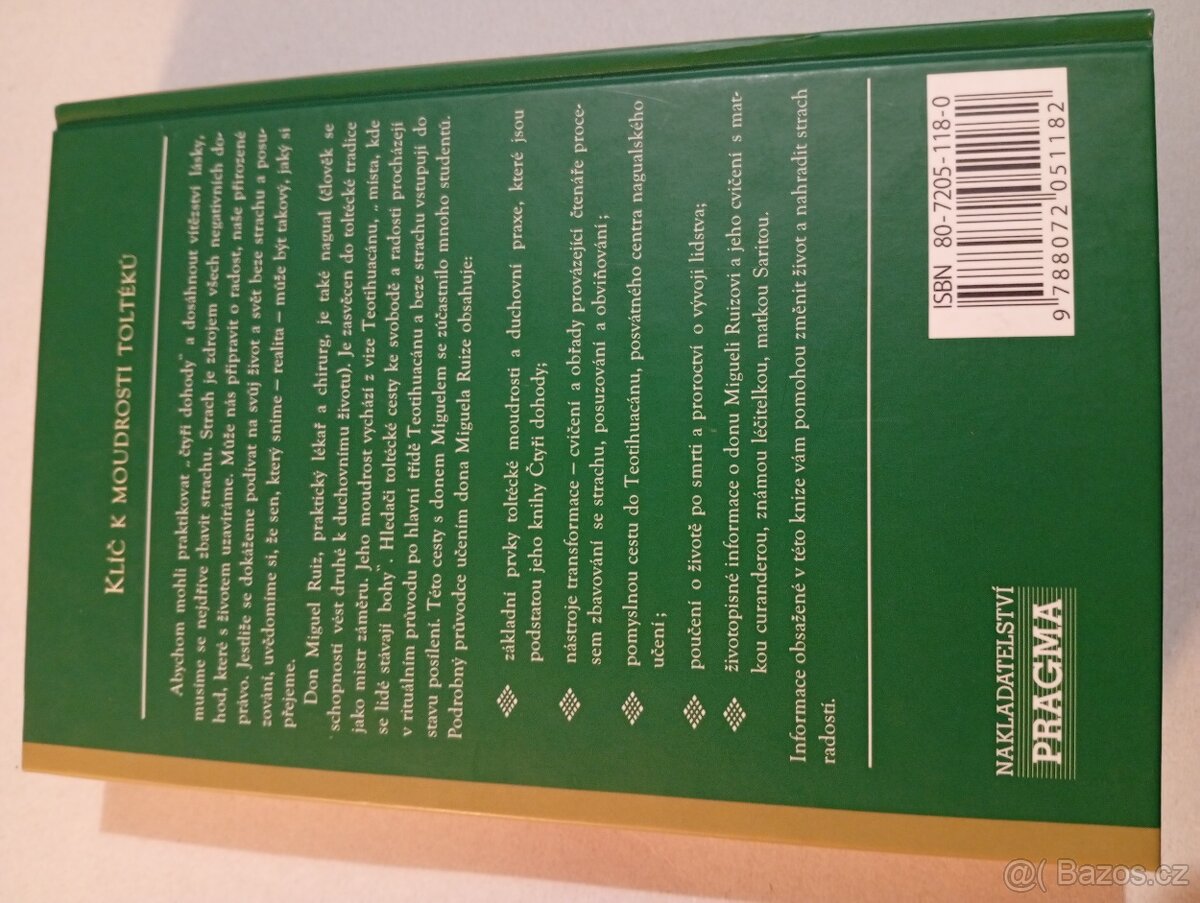 KLÍČ K MOUDROSTI TOLTÉKŮ
Abychom mohli praktikovat „čtyři dohody" a dosáhnout vítězství lásky,
musíme se nejdříve zbavit strachu. Strach je zdrojem všech negativních do-
hod, které s životem uzavíráme. Může nás připravit o radost, naše přirozené
právo. Jestliže se dokážeme podívat na svůj život a svět beze strachu a posu-
zování, uvědomíme si, že sen, který sníme – realita – může být takový, jaký si
přejeme.
Don Miguel Ruiz, praktický lékař a chirurg, je také nagual (člověk se
schopností vést druhé k duchovnímu životu). Je zasvěcen do toltécké tradice
jako mistr záměru. Jeho moudrost vychází z vize Teotihuacánu, „ místa, kde
se lidé stávají bohy". Hledači toltécké cesty ke svobodě a radosti procházejí
v rituálním průvodu po hlavní třídě Teotihuacánu a beze strachu vstupují do
stavu posílení. Této cesty s donem Miguelem se zúčastnilo mnoho studentů.
Podrobný průvodce učením dona Miguela Ruize obsahuje:
základní prvky toltécké moudrosti a duchovní praxe, které jsou
podstatou jeho knihy Čtyři dohody;
nástroje transformace – cvičení a obřady provázející čtenáře proce-
sem zbavování se strachu, posuzování a obviňování;
pomyslnou cestu do Teotihuacánu, posvátného centra nagualského
učení ;
poučení o životě po smrti a proroctví o vývoji lidstva;
životopisné informace o donu Migueli Ruizovi a jeho cvičení s mat-
kou curanderou, známou léčitelkou, matkou Saritou.
Informace obsažené v této knize vám pomohou změnit život a nahradit strach
radostí.
NAKLADATELSTVÍ
PRAGMA
ISBN 80-7205-118-0
9 788072 051182
@( Bazos.cz